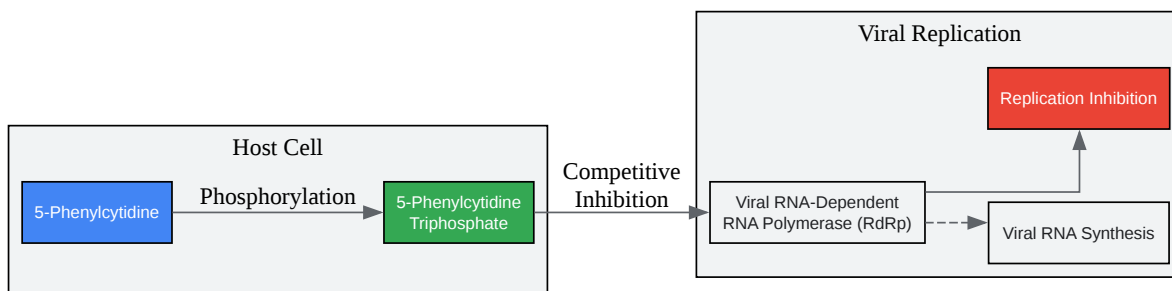 Host Cell
5-Phenylcytidine
Phosphorylation
5-Phenylcytidine
Triphosphate
Competitive
Inhibition
Viral Replication
Replication Inhibition
Viral RNA-Dependent
RNA Polymerase (RdRp)
Viral RNA Synthesis